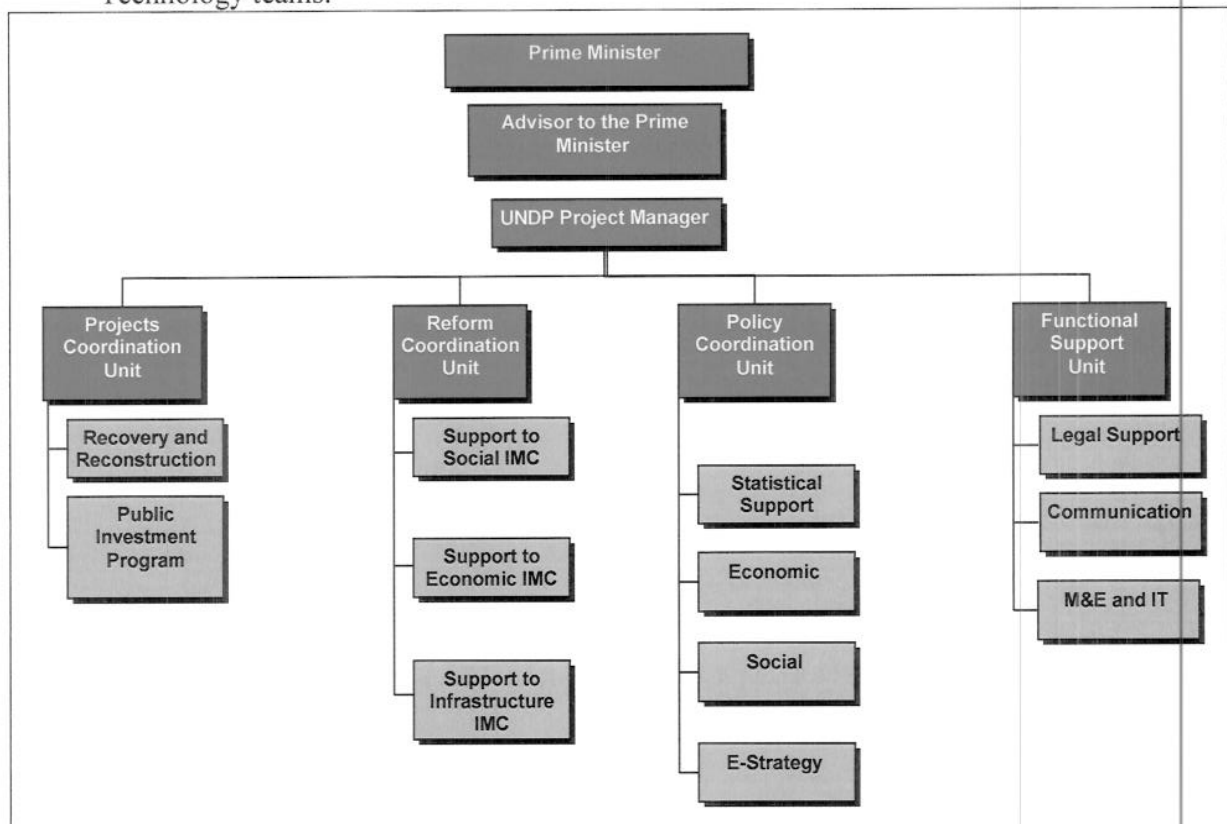 Technology teams.
Prime Minister
Advisor to the Prime
Minister
UNDP Project Manager
Projects
Coordination
Unit
Recovery and
Reconstruction
Public
Investment
Program
Reform
Coordination
Unit
Support to
Social IMC
Support to
Economic IMC
Support to
Infrastructure
IMC
Policy
Coordination
Unit
Statistical
Support
Economic
Social
E-Strategy
Functional
Support
Unit
Legal Support
Communication
M&E and IT